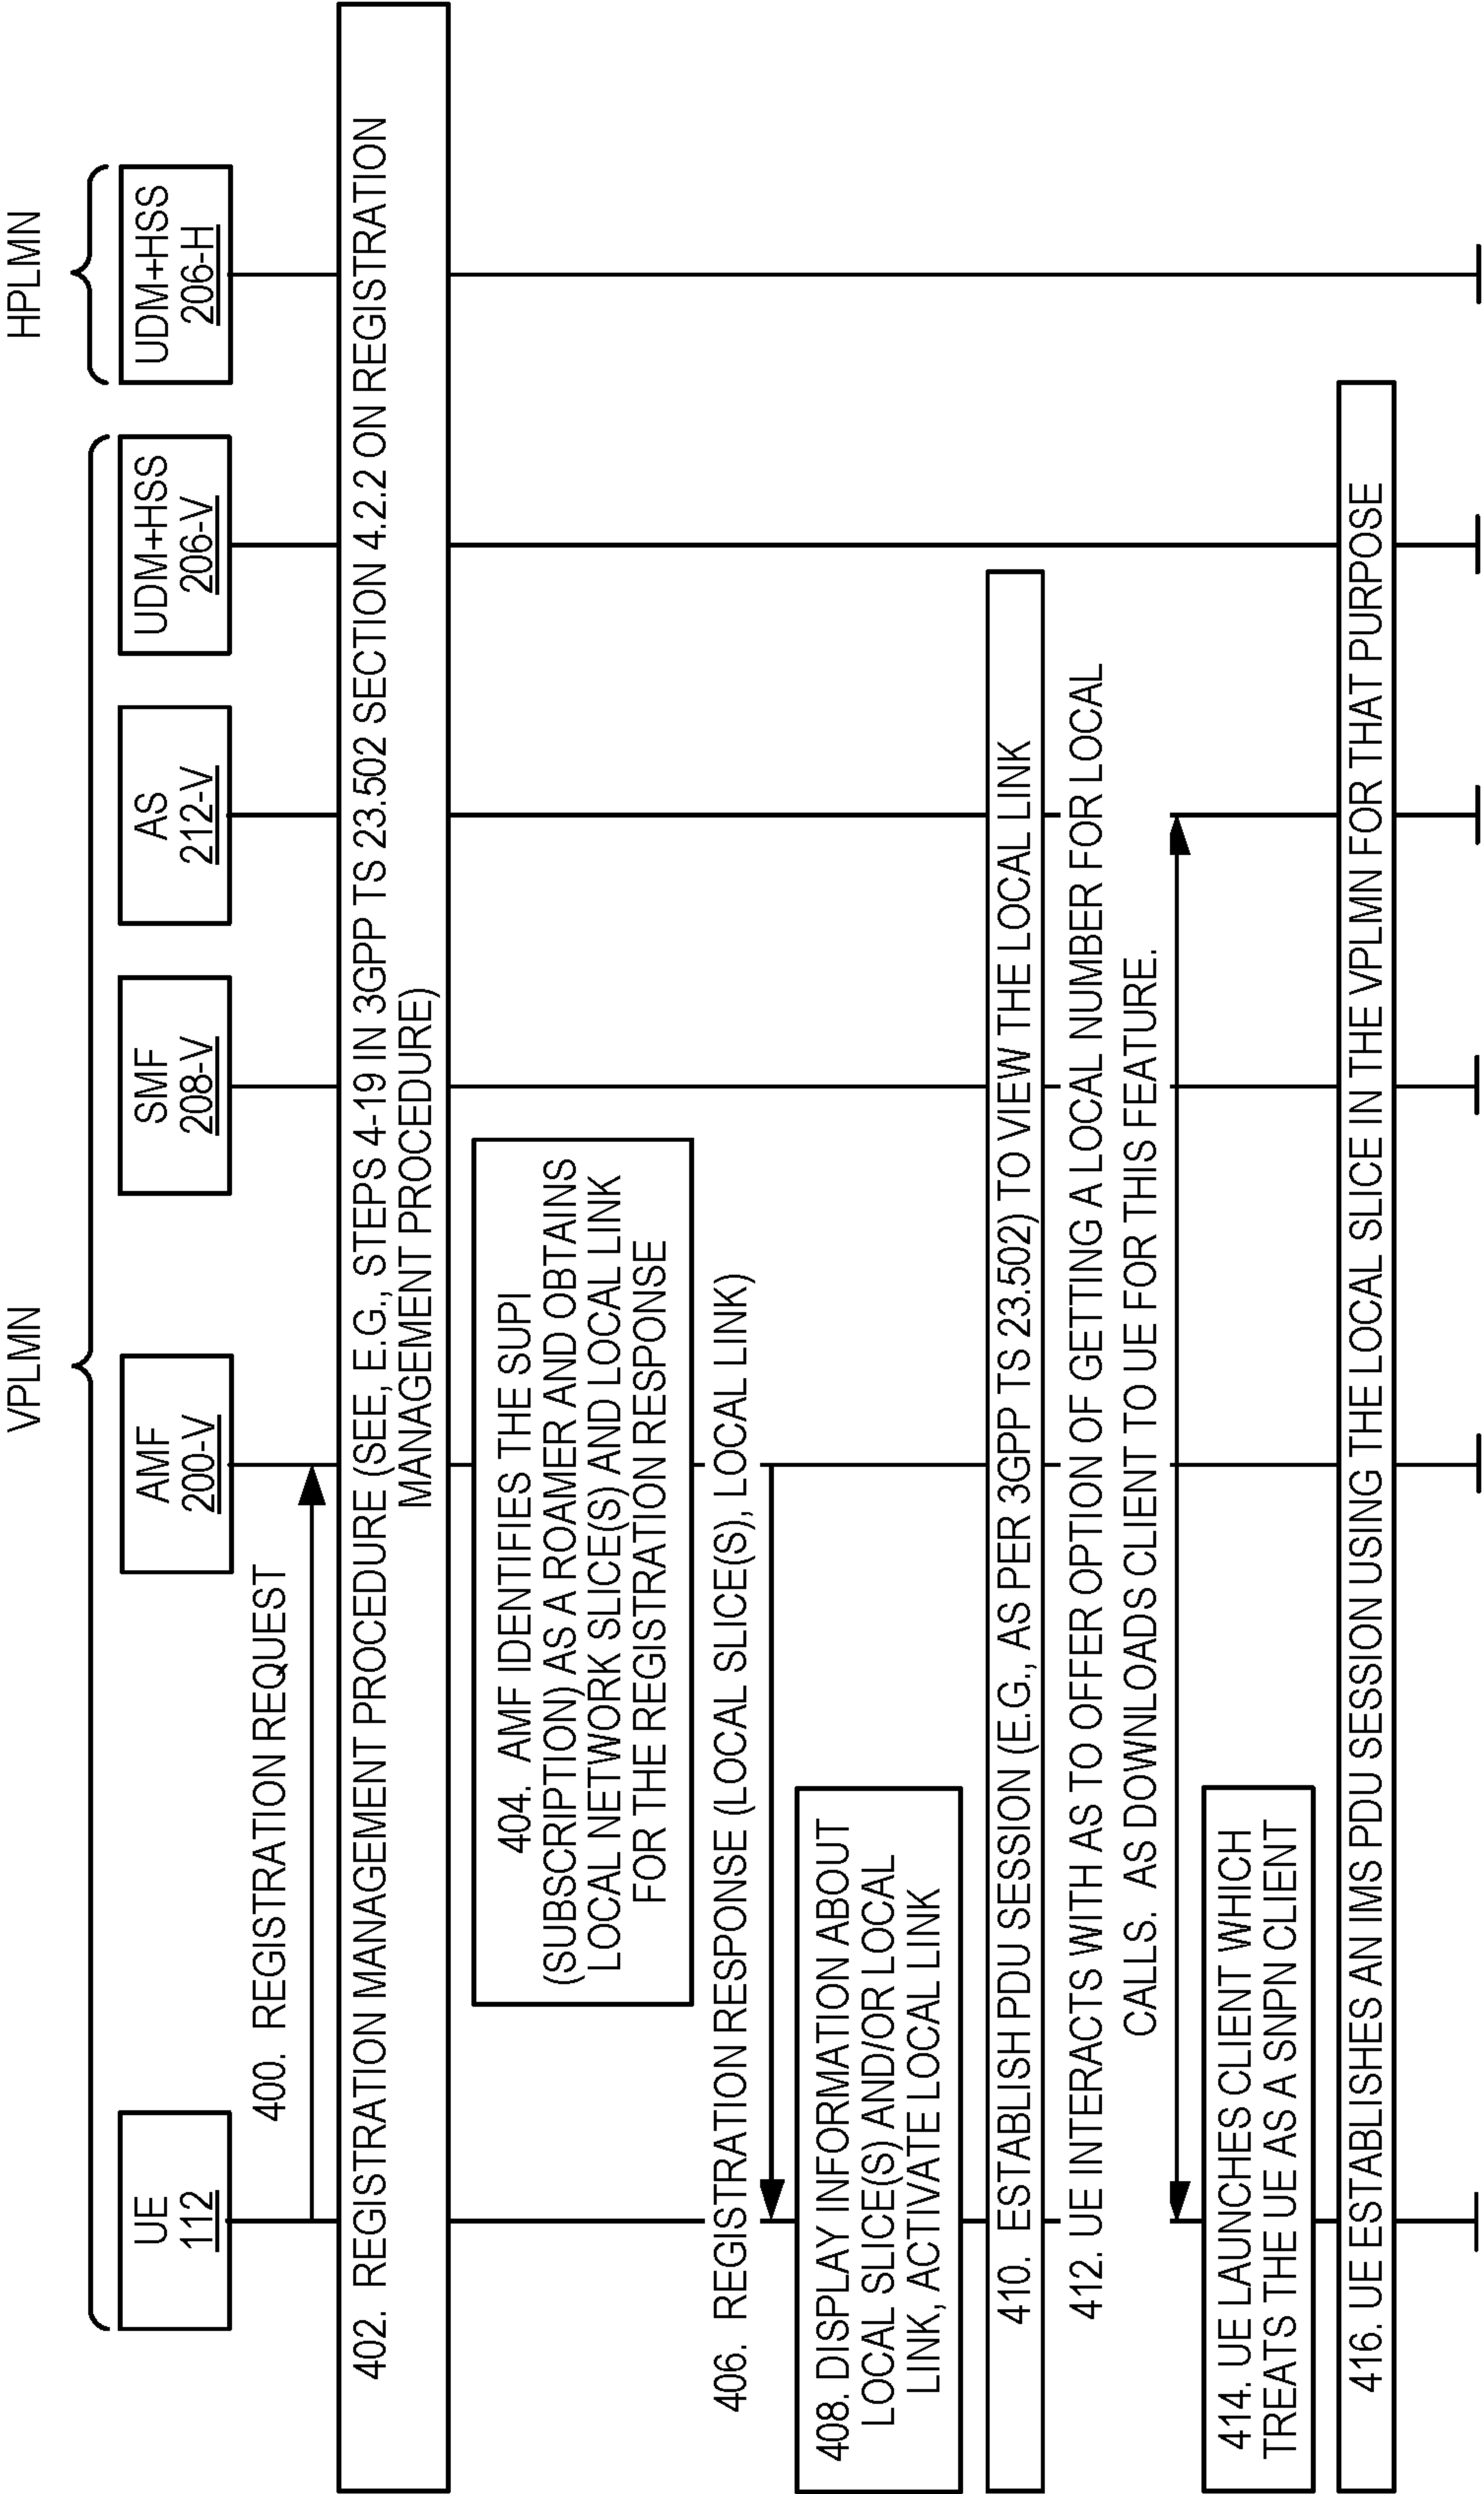 VPLMN
HPLMN
UE
112
AMF
200-V
SMF
208-V
AS
212-V
UDM+HSS
206-V
UDM+HSS
206-H
400. REGISTRATION REQUEST
402. REGISTRATION MANAGEMENT PROCEDURE (SEE, E.G., STEPS 4-19 IN 3GPP TS 23.502 SECTION 4.2.2 ON REGISTRATION
MANAGEMENT PROCEDURE)
404. AMF IDENTIFIES THE SUPI
(SUBSCRIPTION) AS A ROAMER AND OBTAINS
LOCAL NETWORK SLICE(S) AND LOCAL LINK
FOR THE REGISTRATION RESPONSE
406. REGISTRATION RESPONSE (LOCAL SLICE(S), LOCAL LINK)
408. DISPLAY INFORMATION ABOUT
LOCAL SLICE(S) AND/OR LOCAL
LINK, ACTIVATE LOCAL LINK
410. ESTABLISH PDU SESSION (E.G., AS PER 3GPP TS 23.502) TO VIEW THE LOCAL LINK
412. UE INTERACTS WITH AS TO OFFER OPTION OF GETTING A LOCAL NUMBER FOR LOCAL
CALLS. AS DOWNLOADS CLIENT TO UE FOR THIS FEATURE.
414. UE LAUNCHES CLIENT WHICH
TREATS THE UE AS A SNPN CLIENT
416. UE ESTABLISHES AN IMS PDU SESSION USING THE LOCAL SLICE IN THE VPLMN FOR THAT PURPOSE